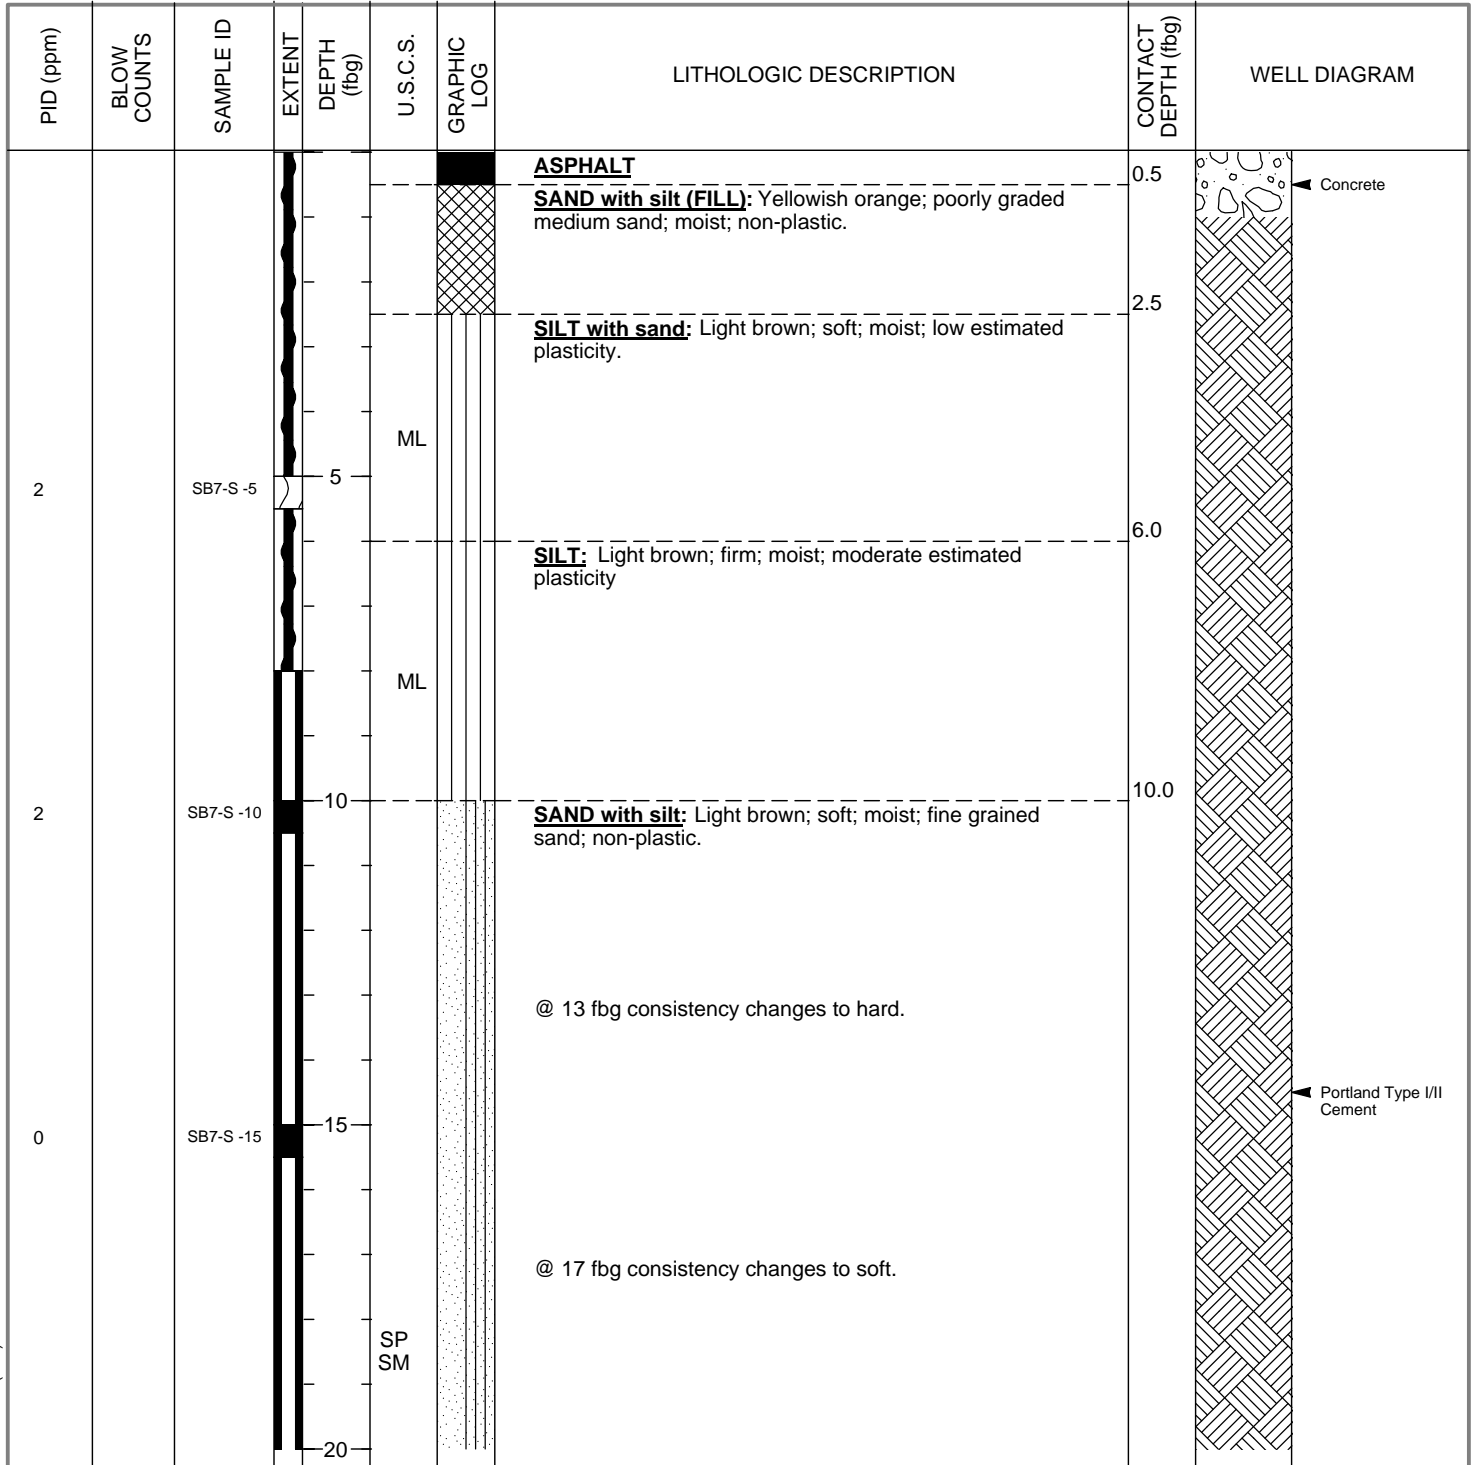 PID (ppm)
BLOW
COUNTS
SAMPLE ID
EXTENT
DEPTH
(fbg)
U.S.C.S.
GRAPHIC
LOG
LITHOLOGIC DESCRIPTION
CONTACT
DEPTH (fbg)
WELL DIAGRAM
ASPHALT
0.5
Concrete
SAND with silt (FILL): Yellowish orange; poorly graded
medium sand; moist; non-plastic.
2.5
SILT with sand: Light brown; soft; moist; low estimated
plasticity.
ML
5
2
SB7-S -5
6.0
SILT: Light brown; firm; moist; moderate estimated
plasticity
ML
10.0
10
2
SB7-S -10
SAND with silt: Light brown; soft; moist; fine grained
sand; non-plastic.
@ 13 fbg consistency changes to hard.
Portland Type I/II
Cement
15
0
SB7-S -15
@ 17 fbg consistency changes to soft.
SP
SM
20